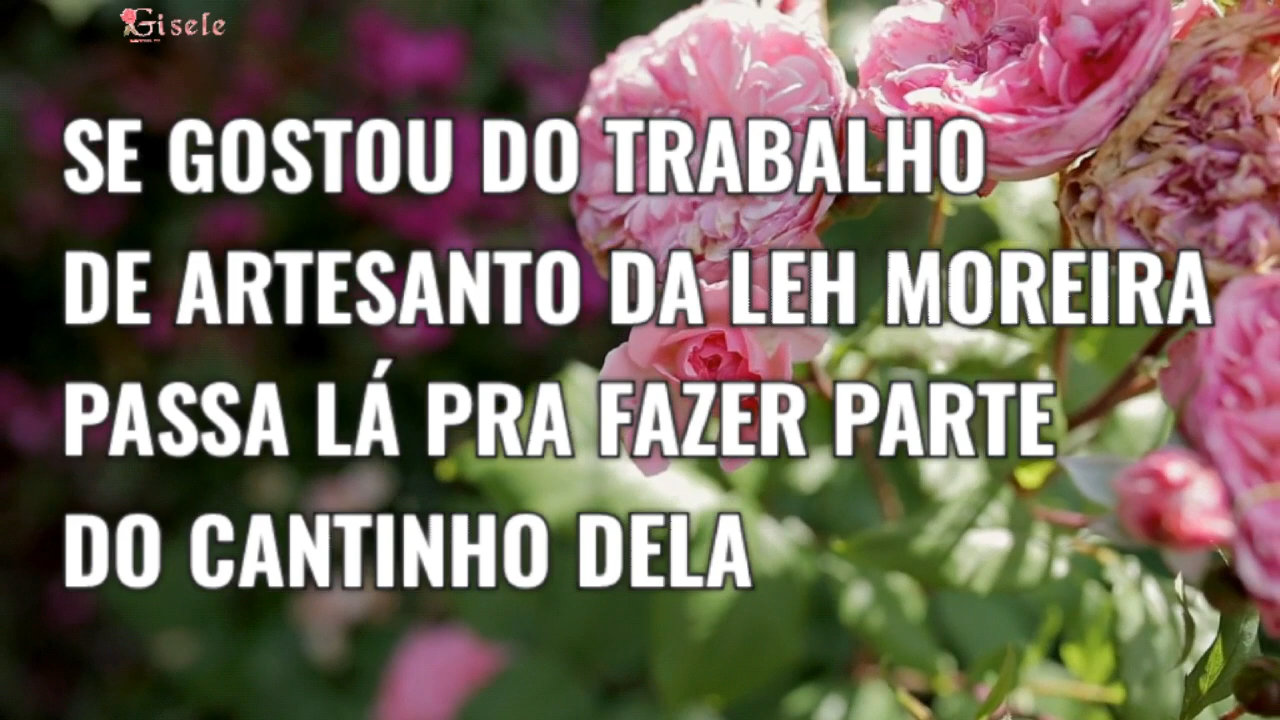 Gisele
SE GOSTOU DO TRABALHO
DE ARTESANTO DA LEH MOREIRA
PASSA LÁ PRA FAZER PARTE
DO CANTINHO DELA